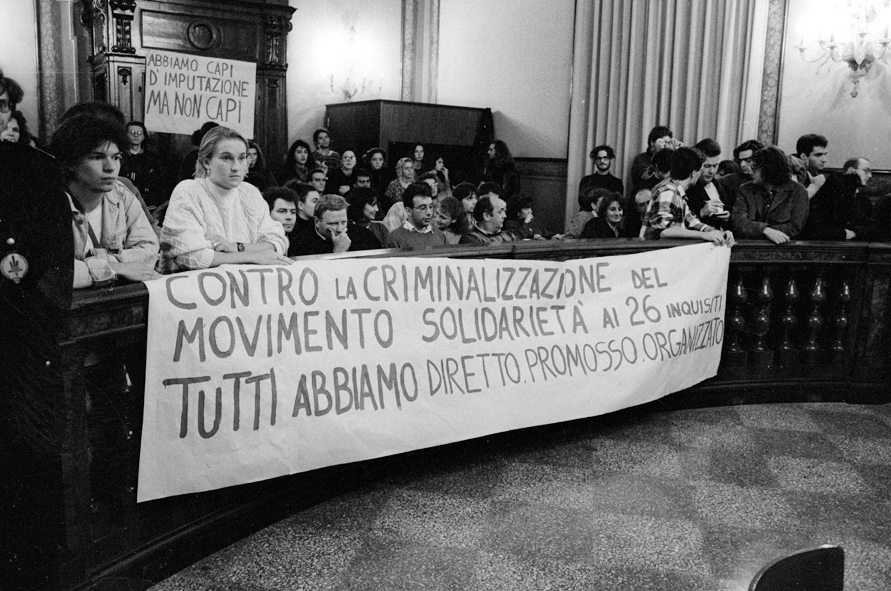 ABBIAMO CAPI
D'IMPUTAZIONE
MA NON CAPI
CONTRO LA CRIMINALIZZAZIONE DEL
MOVIMENTO SOLIDARIETÀ AI 26 INQUISITI
TUTTI ABBIAMO DIRETTO. PROMOSSO. ORGANIZZATO